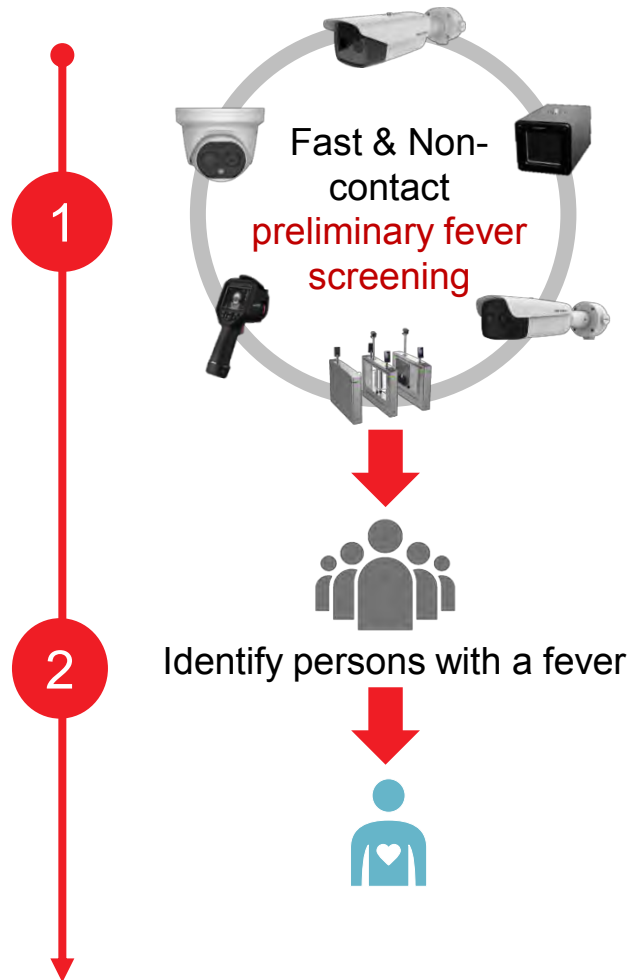 1
Fast & Non-
contact
preliminary fever
screening
2
Identify persons with a fever